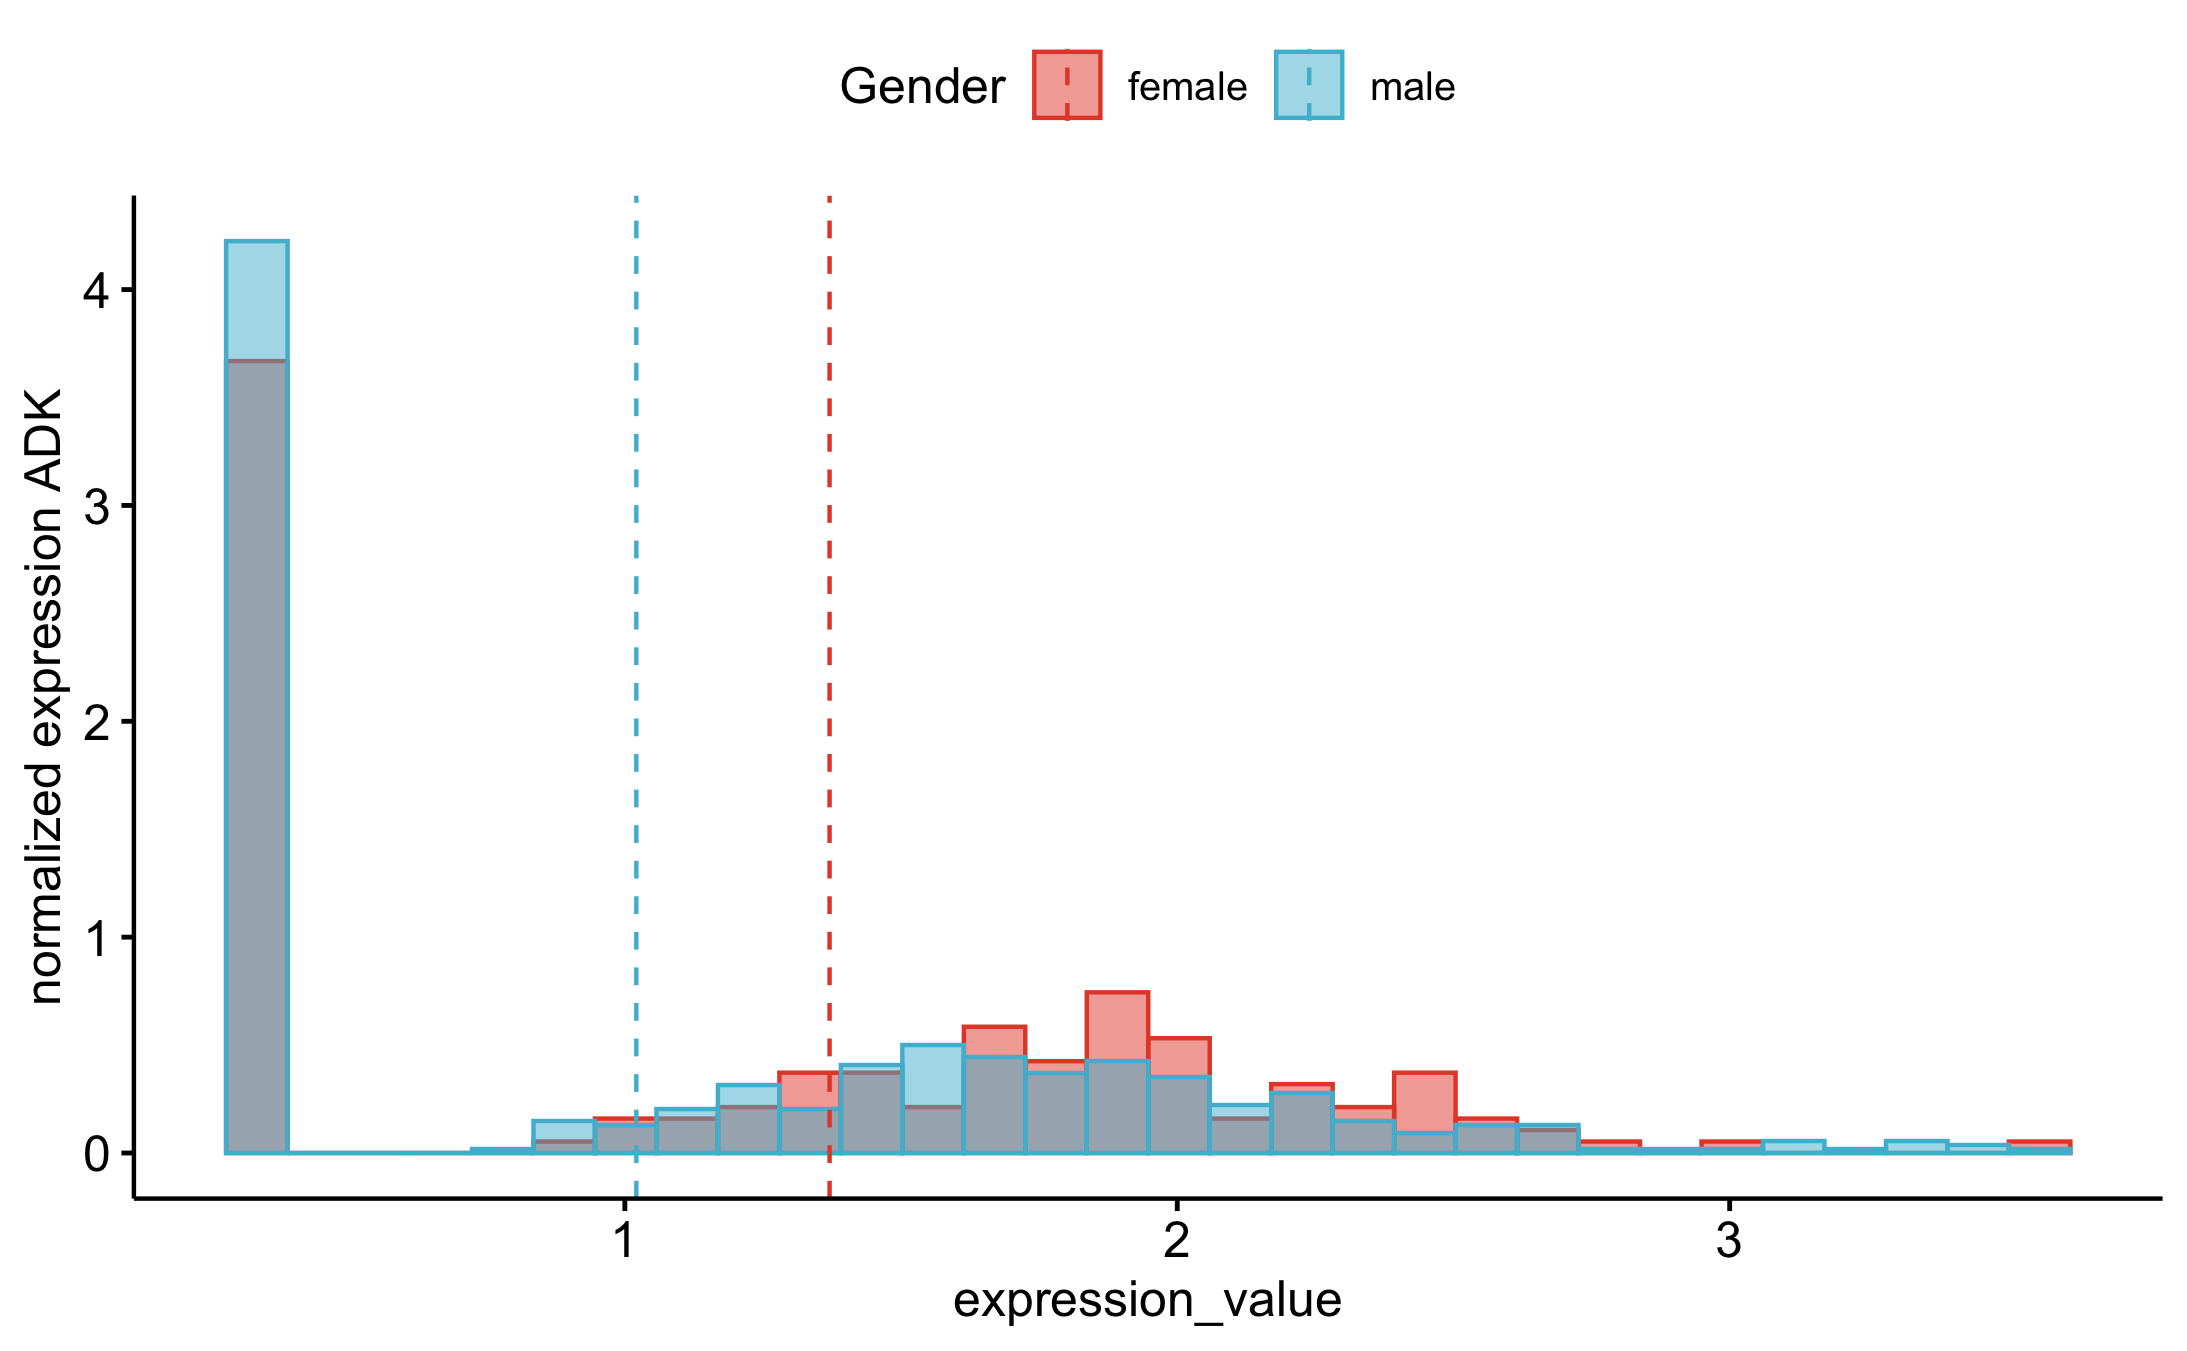 Gender female male
normalized expression ADK
4
3
2
1
0
1 2 3
expression_value